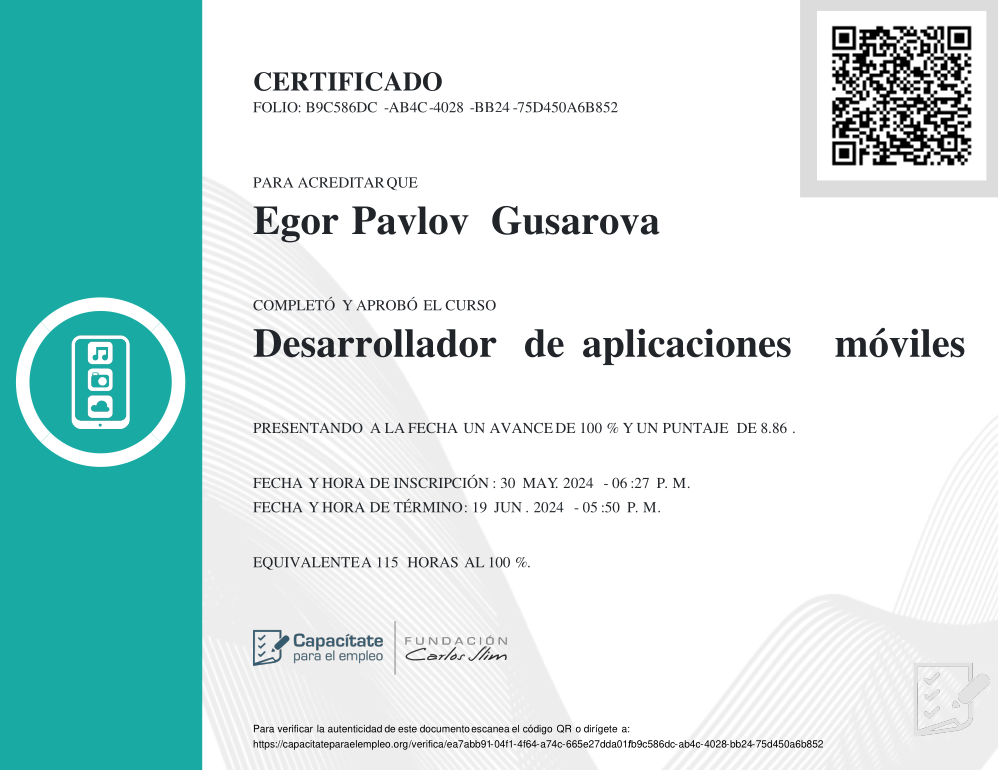 CERTIFICADO
FOLIO: B9C586DC -AB4C-4028 -BB24 -75D450A6B852
PARA ACREDITAR QUE
Egor Pavlov Gusarova
COMPLETÓ Y APROBÓ EL CURSO
Desarrollador de aplicaciones móviles
PRESENTANDO A LA FECHA UN AVANCE DE 100 % Y UN PUNTAJE DE 8.86 .
FECHA Y HORA DE INSCRIPCIÓN : 30 MAY. 2024 - 06 :27 P. M.
FECHA Y HORA DE TÉRMINO: 19 JUN . 2024 - 05 :50 P. M.
EQUIVALENTE A 115 HORAS AL 100 %.
Capacítate
para el empleo
FUNDACIÓN
Carlos Slim
Para verificar la autenticidad de este documento escanea el código QR o dirígete a:
https://capacitateparaelempleo.org/verifica/ea7abb91-04f1-4f64-a74c-665e27dda01fb9c586dc-ab4c-4028-bb24-75d450a6b852